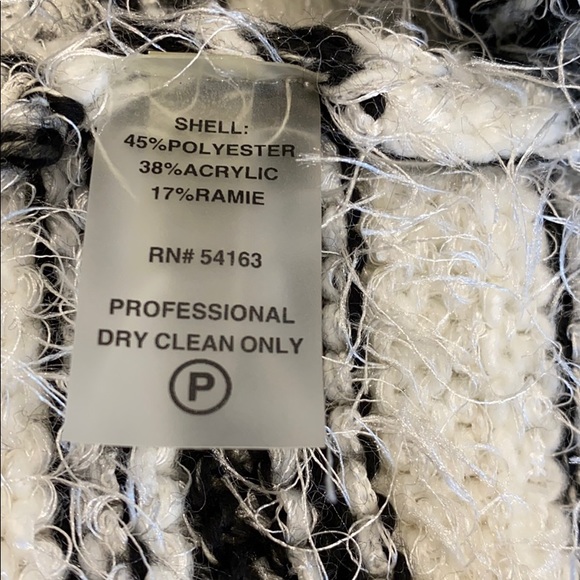 SHELL:
45%POLYESTER
38%ACRYLIC
17%RAMIE
RN# 54163
PROFESSIONAL
DRY CLEAN ONLY
P